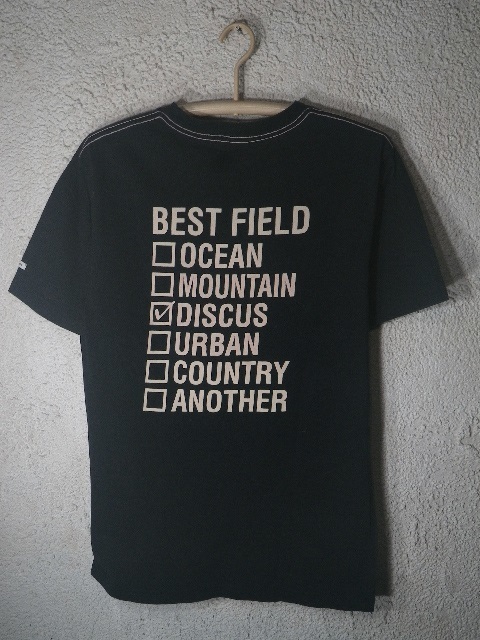 BEST FIELD
☐ OCEAN
☐ MOUNTAIN
☑ DISCUS
☐ URBAN
☐ COUNTRY
☐ ANOTHER